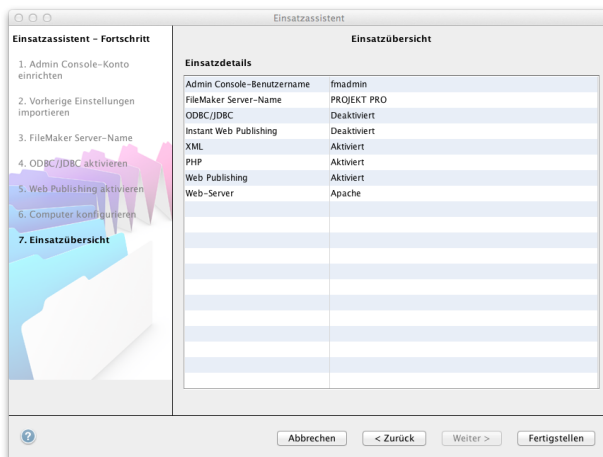 Einsatzassistent
Einsatzassistent – Fortschritt
1. Admin Console-Konto
einrichten
2. Vorherige Einstellungen
importieren
3. FileMaker Server-Name
4. ODBC/JDBC aktivieren
5. Web Publishing aktivieren
6. Computer konfigurieren
7. Einsatzübersicht
Einsatzübersicht
Einsatzdetails
Admin Console-Benutzername fmadmin
FileMaker Server-Name PROJEKT PRO
ODBC/JDBC Deaktiviert
Instant Web Publishing Deaktiviert
XML Aktiviert
PHP Aktiviert
Web Publishing Aktiviert
Web-Server Apache
? Abbrechen < Zurück Weiter > Fertigstellen